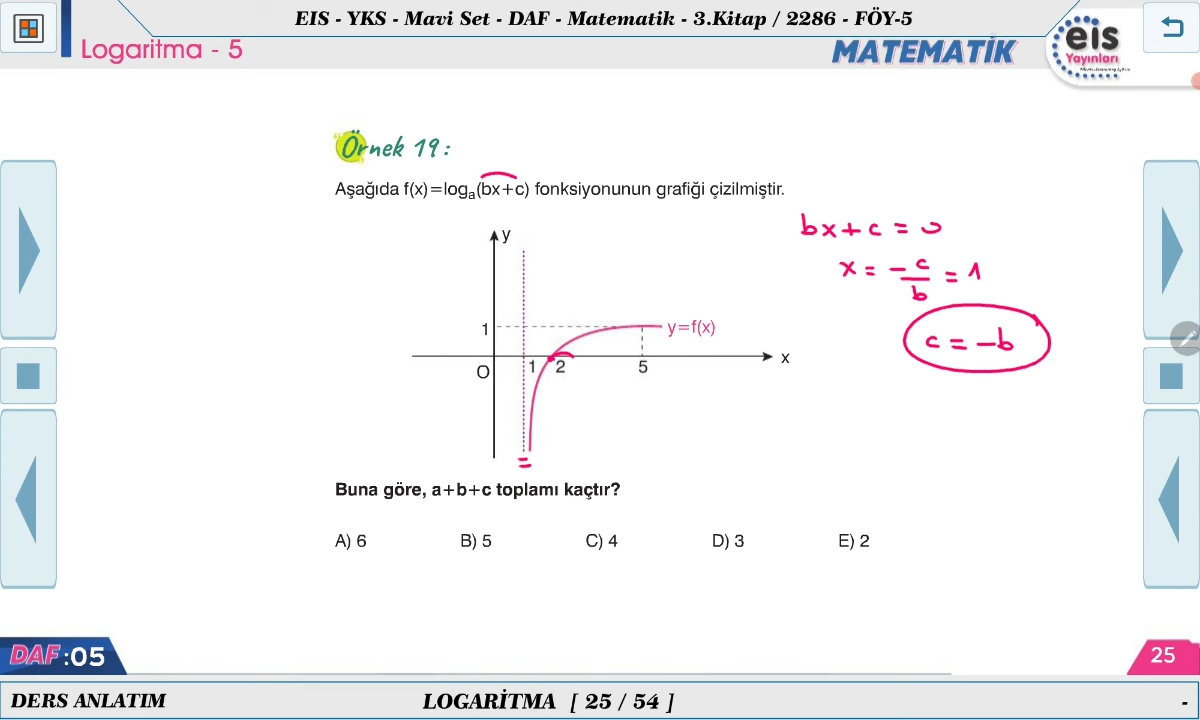 EIS - YKS - Mavi Set - DAF - Matematik - 3.Kitap / 2286 - FÖY-5
Logaritma - 5
MATEMATİK
eis
Yayınları
Örnek 19:
Aşağıda f(x)=logₐ(bx+c) fonksiyonunun grafiği çizilmiştir.
bx+c=0
x=-c/b=1
c=-b
y
1
y=f(x)
O
1
2
5
x
Buna göre, a+b+c toplamı kaçtır?
A) 6 B) 5 C) 4 D) 3 E) 2
DAF:05
25
DERS ANLATIM LOGARİTMA [ 25 / 54 ] -